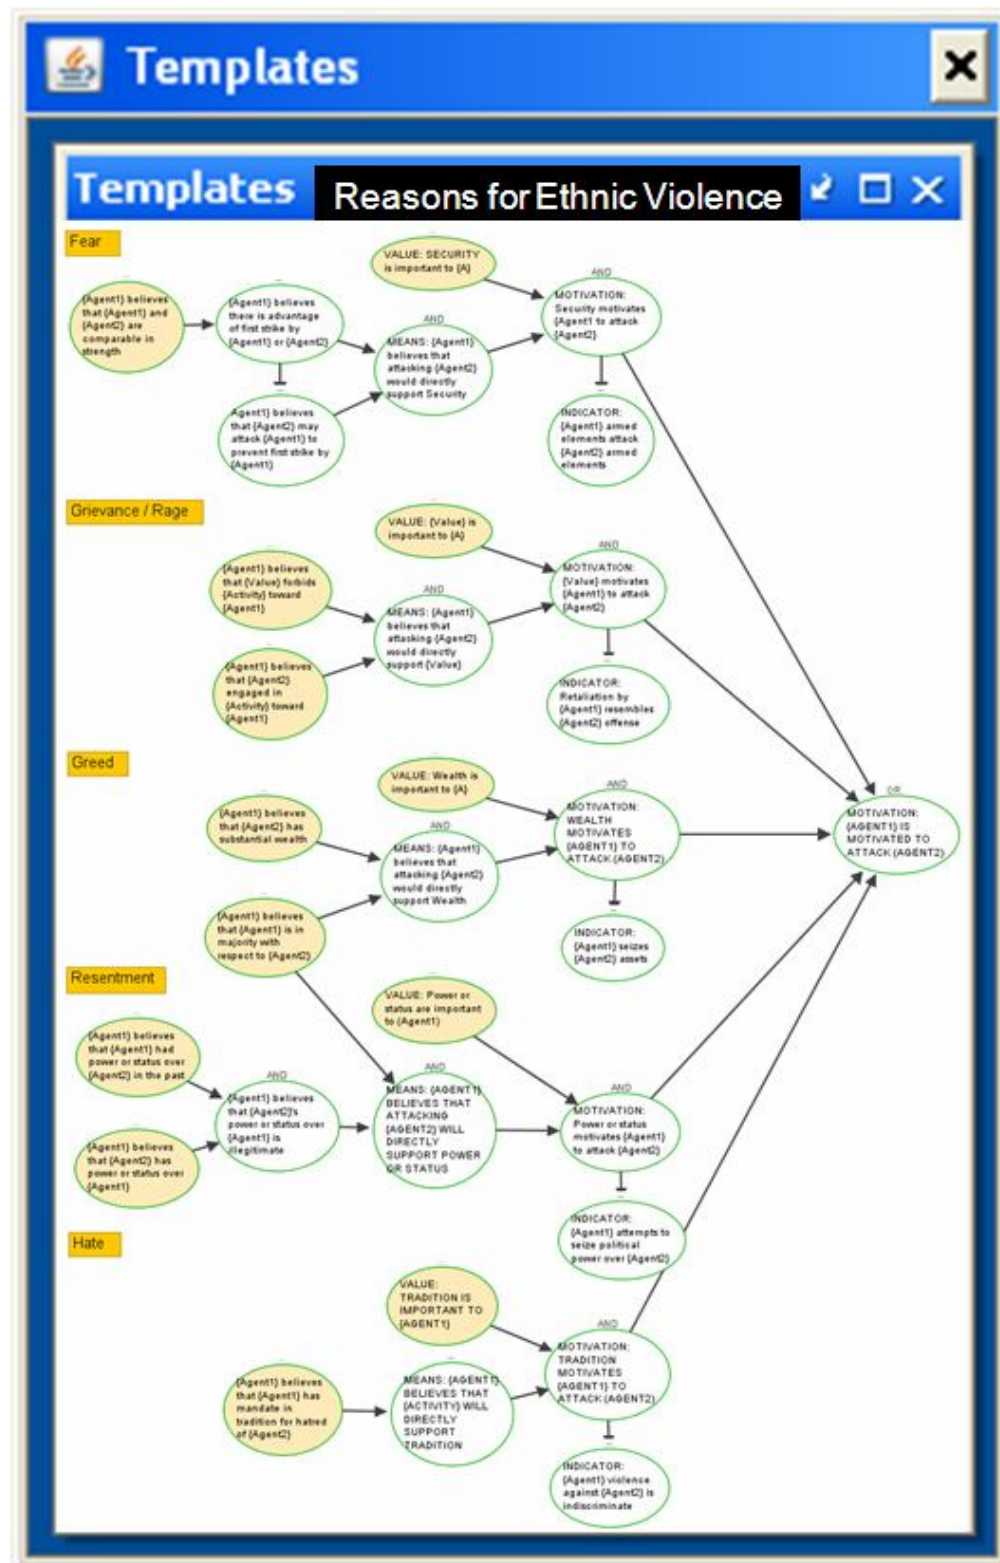 Templates
Templates
Reasons for Ethnic Violence
Fear
VALUE: SECURITY
is important to {A}
{Agent1} believes
that {Agent1} and
{Agent2} are
comparable in
strength
{Agent1} believes
there is advantage
of first strike by
{Agent1} or {Agent2}
AND
MEANS: {Agent1}
believes that
attacking {Agent2}
would directly
support Security
AND
MOTIVATION:
Security motivates
{Agent1 to attack
{Agent2}
Agent1} believes
that {Agent2} may
attack {Agent1} to
prevent first strike by
{Agent1}
INDICATOR:
{Agent1} armed
elements attack
{Agent2} armed
elements
Grievance / Rage
VALUE: {Value} is
important to {A}
{Agent1} believes
that {Value} forbids
{Activity} toward
{Agent1}
AND
MEANS: {Agent1}
believes that
attacking {Agent2}
would directly
support {Value}
AND
MOTIVATION:
{Value} motivates
{Agent1} to attack
{Agent2}
{Agent1} believes
that {Agent2}
engaged in
{Activity} toward
{Agent1}
INDICATOR:
Retaliation by
{Agent1} resembles
{Agent2} offense
Greed
VALUE: Wealth is
important to {A}
{Agent1} believes
that {Agent2} has
substantial wealth
AND
MEANS: {Agent1}
believes that
attacking {Agent2}
would directly
support Wealth
AND
MOTIVATION:
WEALTH
MOTIVATES
{AGENT1} TO
ATTACK {AGENT2}
OR
MOTIVATION:
{AGENT1} IS
MOTIVATED TO
ATTACK {AGENT2}
{Agent1} believes
that {Agent1} is in
majority with
respect to {Agent2}
INDICATOR:
{Agent1} seizes
{Agent2} assets
Resentment
VALUE: Power or
status are important
to {Agent1}
{Agent1} believes
that {Agent1} had
power or status over
{Agent2} in the past
AND
{Agent1} believes
that {Agent2}'s
power or status over
{Agent1} is
illegitimate
AND
MEANS: {AGENT1}
BELIEVES THAT
ATTACKING
{AGENT2} WILL
DIRECTLY
SUPPORT POWER
OR STATUS
AND
MOTIVATION:
Power or status
motivates {Agent1}
to attack {Agent2}
{Agent1} believes
that {Agent2} has
power or status over
{Agent1}
INDICATOR:
{Agent1} attempts to
seize political
power over {Agent2}
Hate
VALUE:
TRADITION IS
IMPORTANT TO
{AGENT1}
{Agent1} believes
that {Agent1} has
mandate in
tradition for hatred
of {Agent2}
MEANS: {AGENT1}
BELIEVES THAT
{ACTIVITY} WILL
DIRECTLY
SUPPORT
TRADITION
AND
MOTIVATION:
TRADITION
MOTIVATES
{AGENT1} TO
ATTACK {AGENT2}
INDICATOR:
{Agent1} violence
against {Agent2} is
indiscriminate